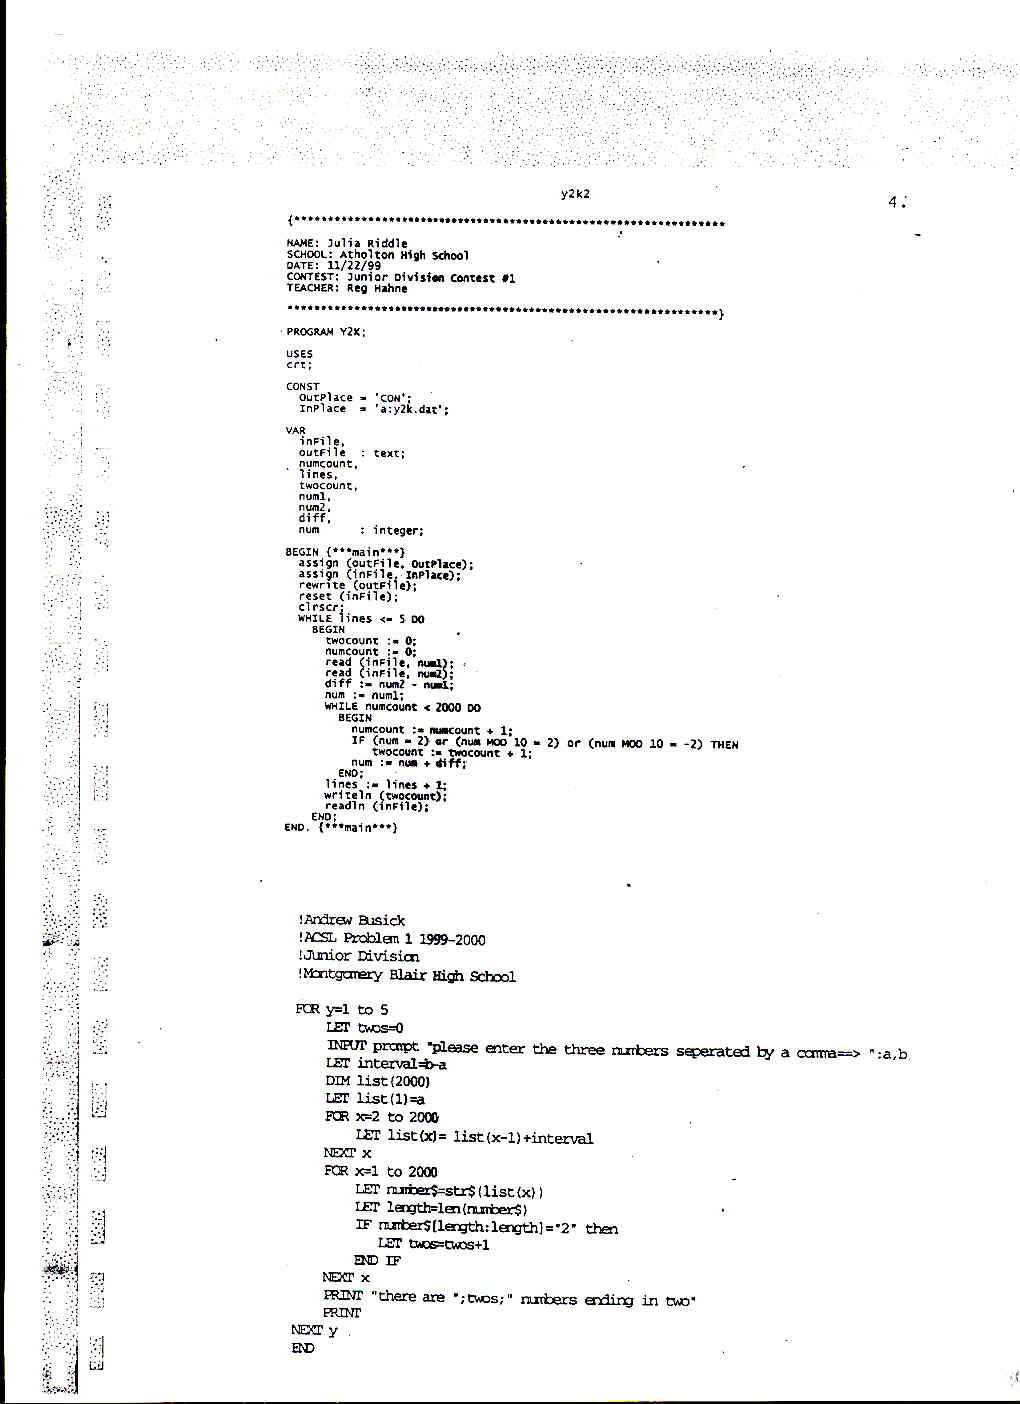 y2k2
4.
{*****************************************************************
NAME: Julia Riddle
SCHOOL: Atholton High School
DATE: 11/22/99
CONTEST: Junior Division Contest #1
TEACHER: Reg Hahne
*****************************************************************}
PROGRAM Y2K;
USES
crt;
CONST
OutPlace = 'CON';
InPlace = 'a:y2k.dat';
VAR
inFile,
outFile : text;
numcount,
lines,
twocount,
num1,
num2,
diff,
num : integer;
BEGIN {***main***}
assign (outFile, OutPlace);
assign (inFile, InPlace);
rewrite (outFile);
reset (inFile);
clrscr;
WHILE lines <= 5 DO
BEGIN
twocount := 0;
numcount := 0;
read (inFile, num1);
read (inFile, num2);
diff := num2 - num1;
num := num1;
WHILE numcount < 2000 DO
BEGIN
numcount := numcount + 1;
IF (num = 2) or (num MOD 10 = 2) or (num MOD 10 = -2) THEN
twocount := twocount + 1;
num := num + diff;
END;
lines := lines + 1;
writeln (twocount);
readln (inFile);
END;
END. {***main***}
!Andrew Busick
!ACSL Problem 1 1999-2000
!Junior Division
!Montgomery Blair High School
FOR y=1 to 5
LET twos=0
INPUT prompt "please enter the three numbers seperated by a comma==> ":a,b
LET interval=b-a
DIM list(2000)
LET list(1)=a
FOR x=2 to 2000
LET list(x)= list(x-1)+interval
NEXT x
FOR x=1 to 2000
LET number$=str$(list(x))
LET length=len(number$)
IF number$[length:length]="2" then
LET twos=twos+1
END IF
NEXT x
PRINT "there are ";twos;" numbers ending in two"
PRINT
NEXT y
END